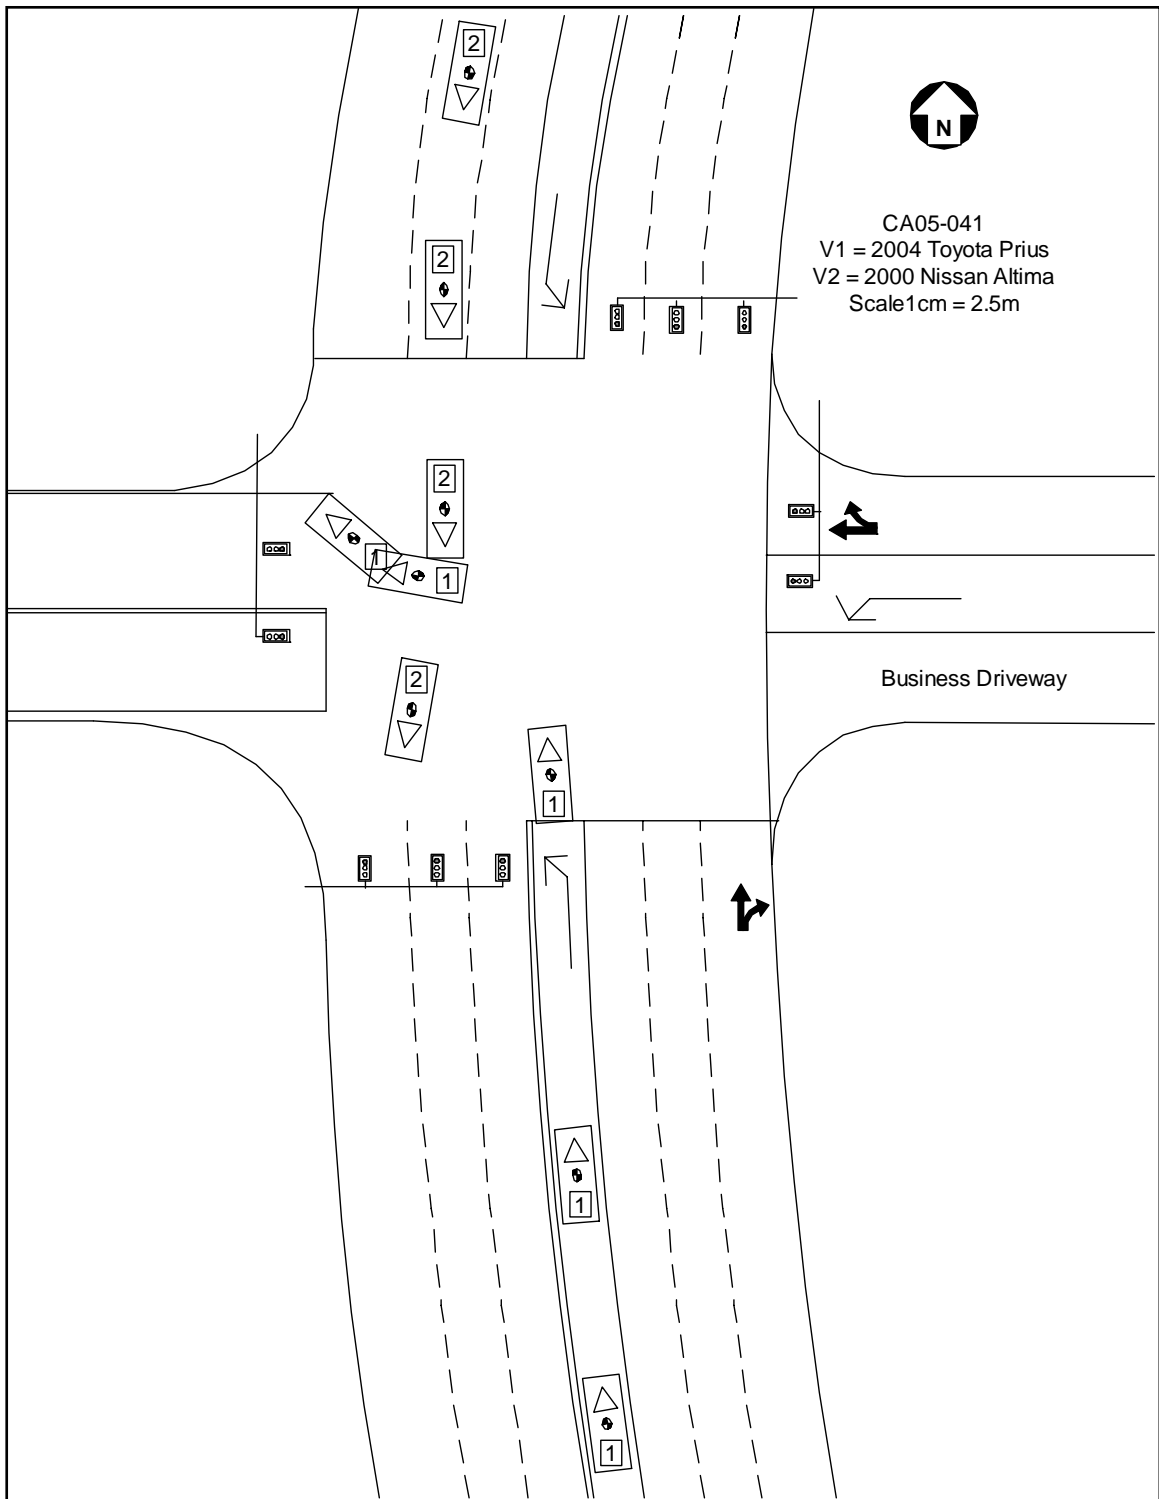 2
N
CA05-041
V1 = 2004 Toyota Prius
V2 = 2000 Nissan Altima
Scale1cm = 2.5m
2
2
1
1
2
Business Driveway
1
1
1